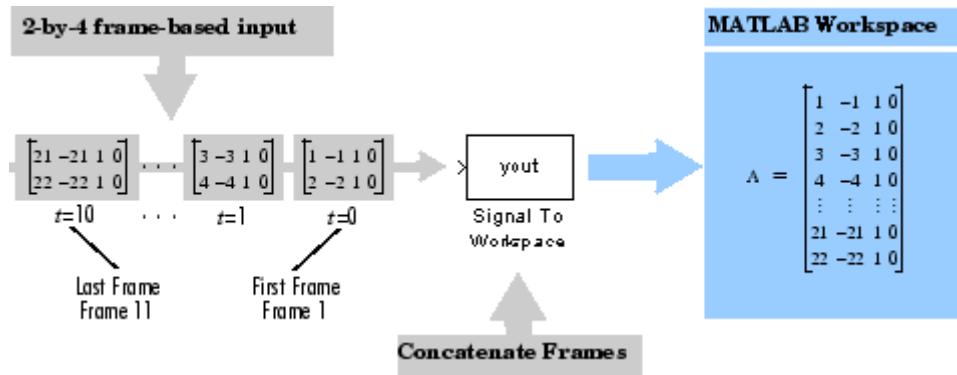 2-by-4 frame-based input
MATLAB Workspace
21 -21 1 0
22 -22 1 0
. . .
3 -3 1 0
4 -4 1 0
1 -1 1 0
2 -2 1 0
t=10
. . .
t=1
t=0
Last Frame
Frame 11
First Frame
Frame 1
yout
Signal To
Workspace
Concatenate Frames
A =
1 -1 1 0
2 -2 1 0
3 -3 1 0
4 -4 1 0
⋮ ⋮ ⋮ ⋮
21 -21 1 0
22 -22 1 0